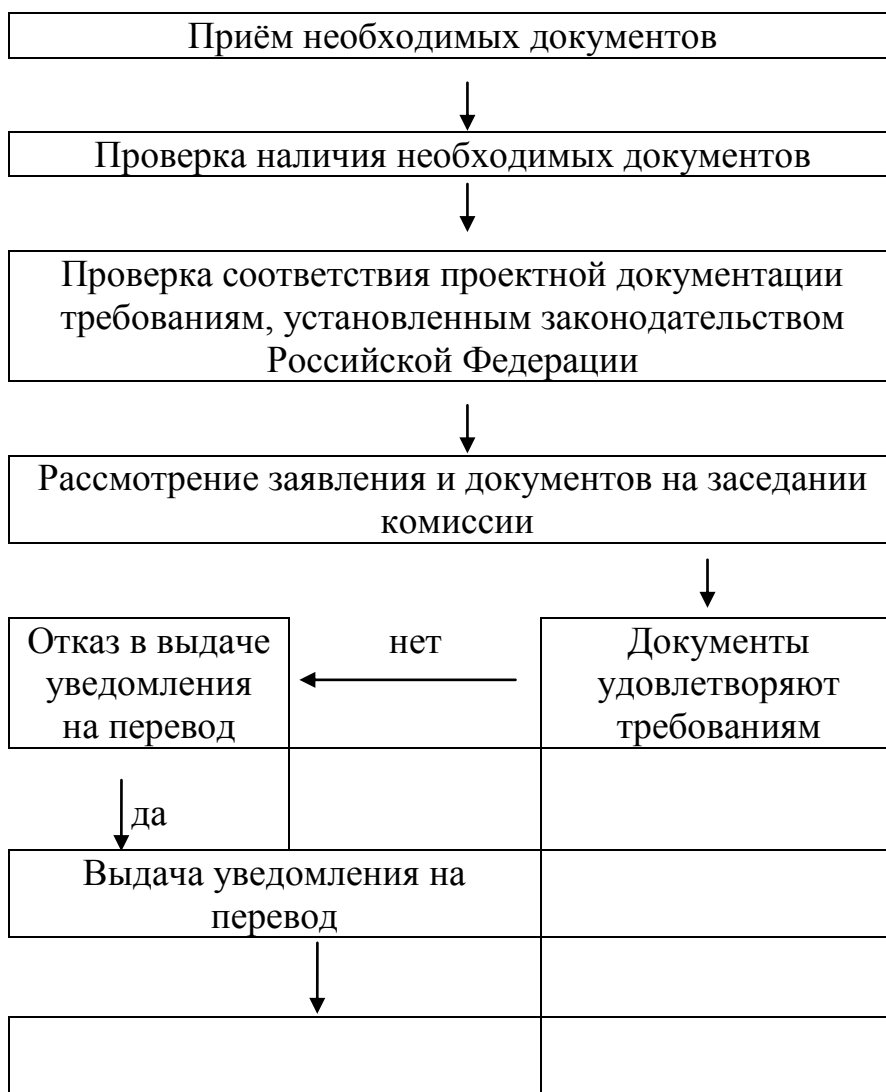 Приём необходимых документов
Проверка наличия необходимых документов
Проверка соответствия проектной документации
требованиям, установленным законодательством
Российской Федерации
Рассмотрение заявления и документов на заседании
комиссии
Отказ в выдаче
уведомления
на перевод
нет
Документы
удовлетворяют
требованиям
да
Выдача уведомления на
перевод